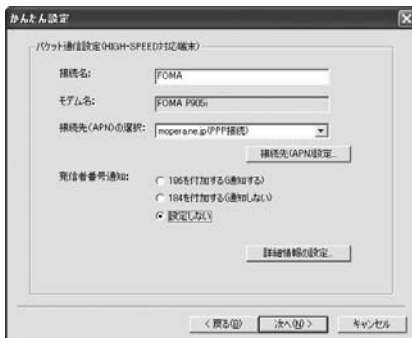 かんたん設定
パケット通信設定(HIGH-SPEED対応端末)
接続名: FOMA
モデム名: FOMA P905i
接続先(APN)の選択: mopera.ne.jp(PPP接続)
接続先(APN)設定...
発信者番号通知: 186を付加する(通知する)
184を付加する(通知しない)
設定しない
詳細情報の設定...
< 戻る(B) 次へ(N) > キャンセル